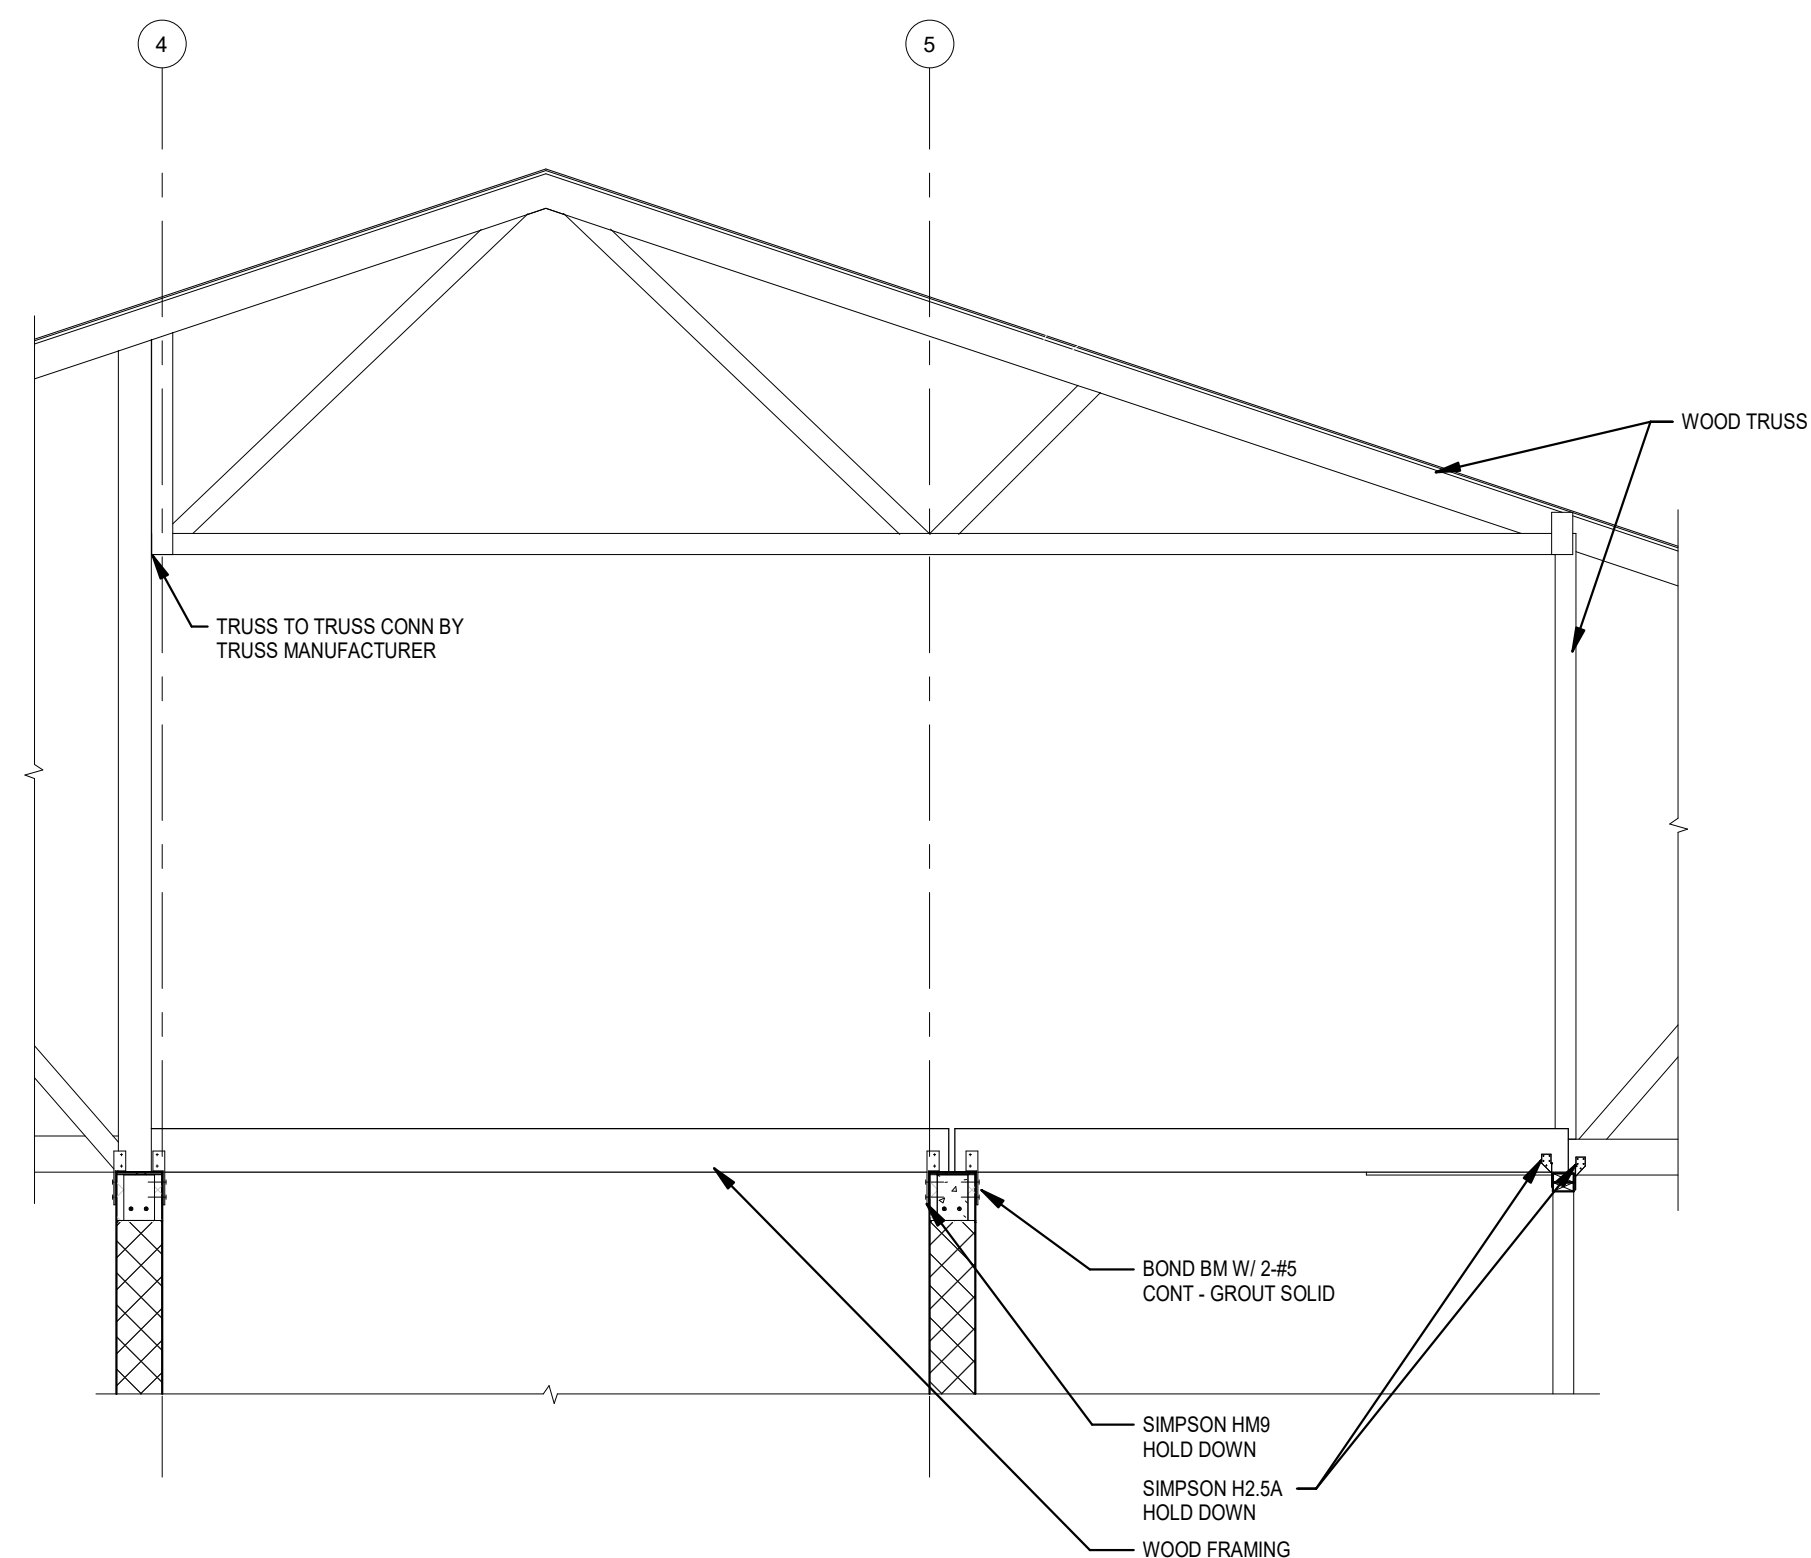 4
5
WOOD TRUSS
TRUSS TO TRUSS CONN BY
TRUSS MANUFACTURER
BOND BM W/ 2-#5
CONT - GROUT SOLID
SIMPSON HM9
HOLD DOWN
SIMPSON H2.5A
HOLD DOWN
WOOD FRAMING